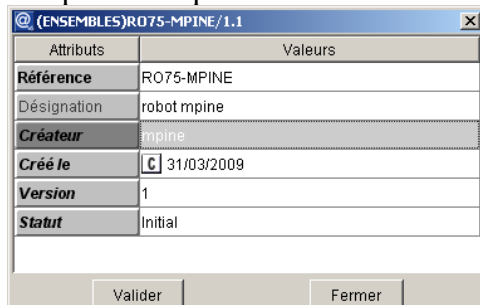 (ENSEMBLES)RO75-MPINE/1.1
Attributs Valeurs
Référence RO75-MPINE
Désignation robot mpine
Créateur mpine
Créé le C 31/03/2009
Version 1
Statut Initial
Valider Fermer